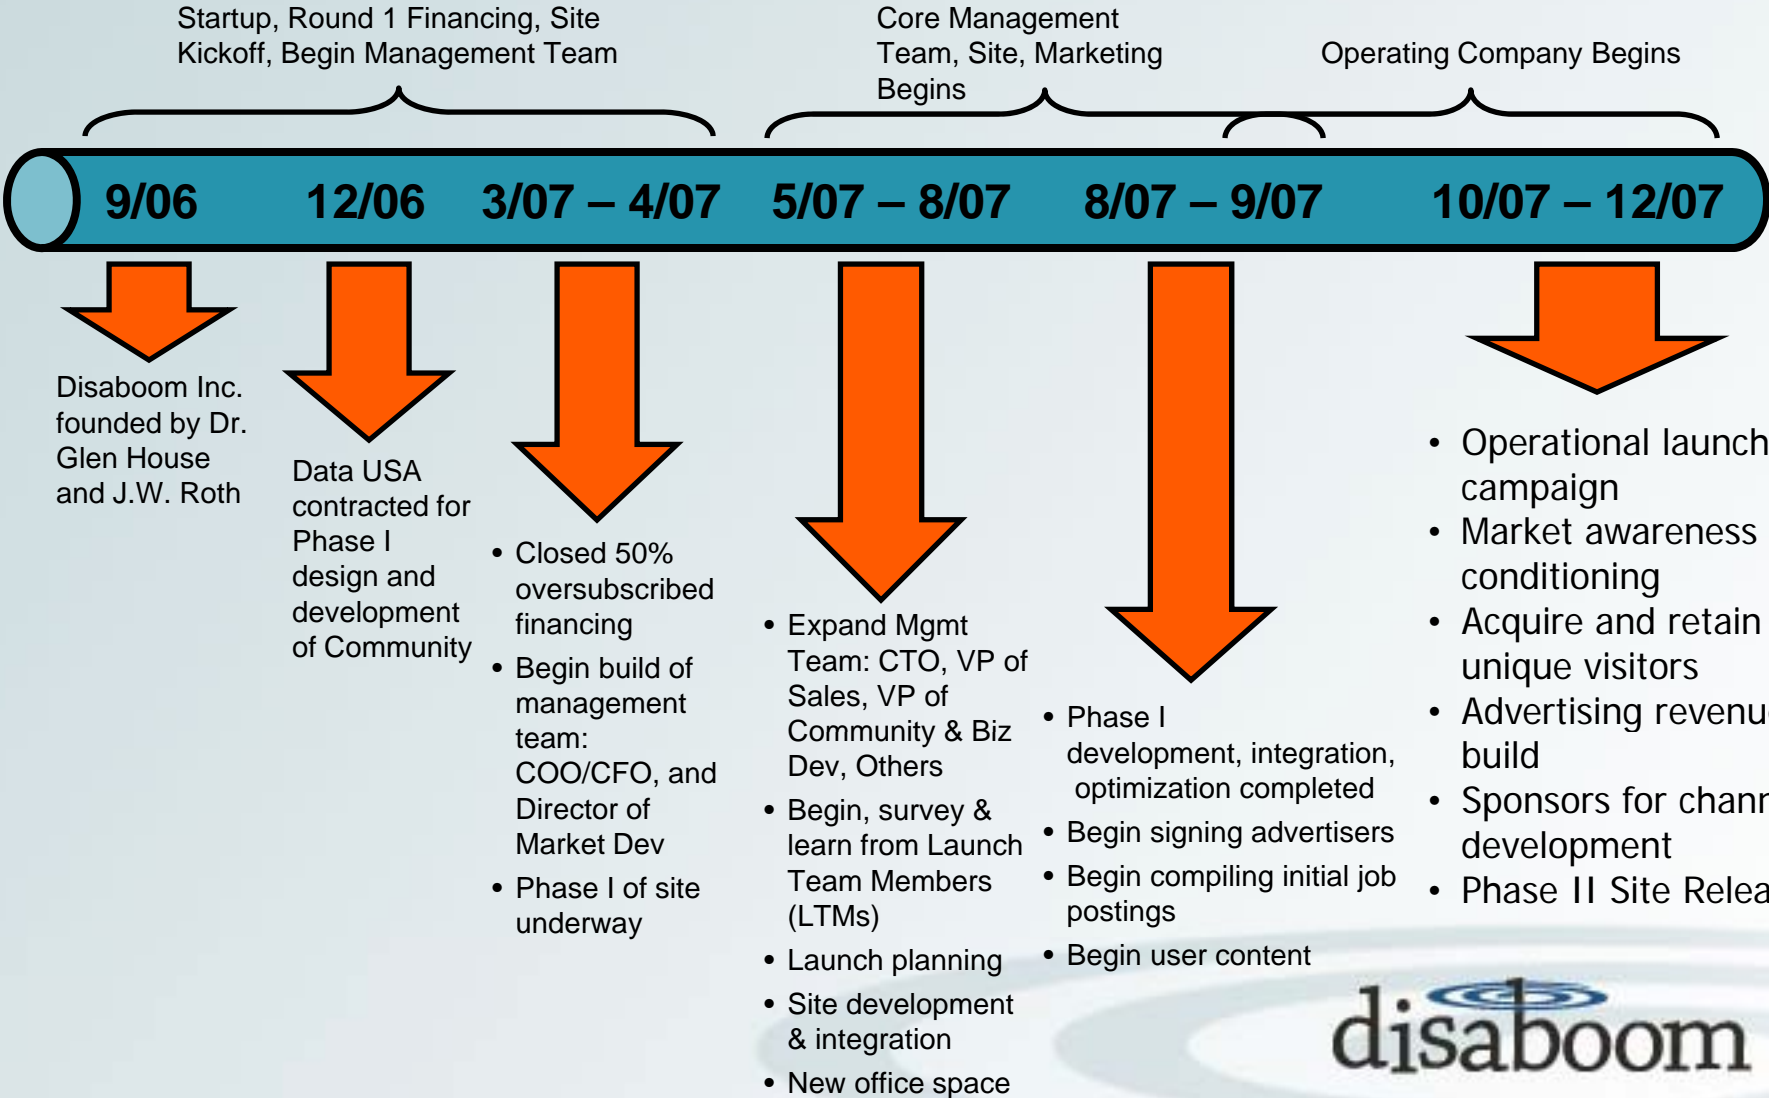 Startup, Round 1 Financing, Site
Kickoff, Begin Management Team
Core Management
Team, Site, Marketing
Begins
Operating Company Begins
9/06
12/06
3/07 – 4/07
5/07 – 8/07
8/07 – 9/07
10/07 – 12/07
Disaboom Inc.
founded by Dr.
Glen House
and J.W. Roth
Data USA
contracted for
Phase I
design and
development
of Community
• Closed 50%
oversubscribed
financing
• Begin build of
management
team:
COO/CFO, and
Director of
Market Dev
• Phase I of site
underway
• Expand Mgmt
Team: CTO, VP of
Sales, VP of
Community & Biz
Dev, Others
• Begin, survey &
learn from Launch
Team Members
(LTMs)
• Launch planning
• Site development
& integration
• New office space
• Phase I
development, integration,
optimization completed
• Begin signing advertisers
• Begin compiling initial job
postings
• Begin user content
• Operational launch
campaign
• Market awareness
conditioning
• Acquire and retain
unique visitors
• Advertising revenu
build
• Sponsors for chann
development
• Phase II Site Relea
disaboom